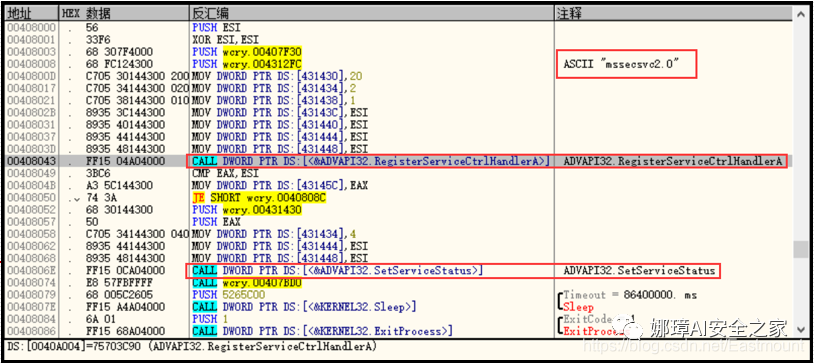 地址 HEX 数据 反汇编 注释
00408000 . 56 PUSH ESI
00408001 . 33F6 XOR ESI,ESI
00408003 . 68 307F4000 PUSH wcry.00407F30
00408008 . 68 FC124300 PUSH wcry.004312FC ASCII "mssecsvc2.0"
0040800D . C705 30144300 200 MOV DWORD PTR DS:[431430],20
00408017 . C705 34144300 020 MOV DWORD PTR DS:[431434],2
00408021 . C705 38144300 010 MOV DWORD PTR DS:[431438],1
0040802B . 8935 3C144300 MOV DWORD PTR DS:[43143C],ESI
00408031 . 8935 40144300 MOV DWORD PTR DS:[431440],ESI
00408037 . 8935 44144300 MOV DWORD PTR DS:[431444],ESI
0040803D . 8935 48144300 MOV DWORD PTR DS:[431448],ESI
00408043 . FF15 04A04000 CALL DWORD PTR DS:[<&ADVAPI32.RegisterServiceCtrlHandlerA>] ADVAPI32.RegisterServiceCtrlHandlerA
00408049 . 3BC6 CMP EAX,ESI
0040804B . A3 5C144300 MOV DWORD PTR DS:[43145C],EAX
00408050 . 74 3A JE SHORT wcry.0040808C
00408052 . 68 30144300 PUSH wcry.00431430
00408057 . 50 PUSH EAX
00408058 . C705 34144300 040 MOV DWORD PTR DS:[431434],4
00408062 . 8935 44144300 MOV DWORD PTR DS:[431444],ESI
00408068 . 8935 48144300 MOV DWORD PTR DS:[431448],ESI
0040806E . FF15 0CA04000 CALL DWORD PTR DS:[<&ADVAPI32.SetServiceStatus>] ADVAPI32.SetServiceStatus
00408074 . E8 57FBFFFF CALL wcry.00407BD0
00408079 . 68 005C2605 PUSH 5265C00 Timeout = 86400000. ms
0040807E . FF15 A4A04000 CALL DWORD PTR DS:[<&KERNEL32.Sleep>] Sleep
00408084 . 6A 01 PUSH 1 ExitCode = 1
00408086 . FF15 68A04000 CALL DWORD PTR DS:[<&KERNEL32.ExitProcess>] ExitProcess
DS:[0040A004]=75703C90 (ADVAPI32.RegisterServiceCtrlHandlerA)
娜璋AI安全之家
https://blog.csdn.net/Eastmount